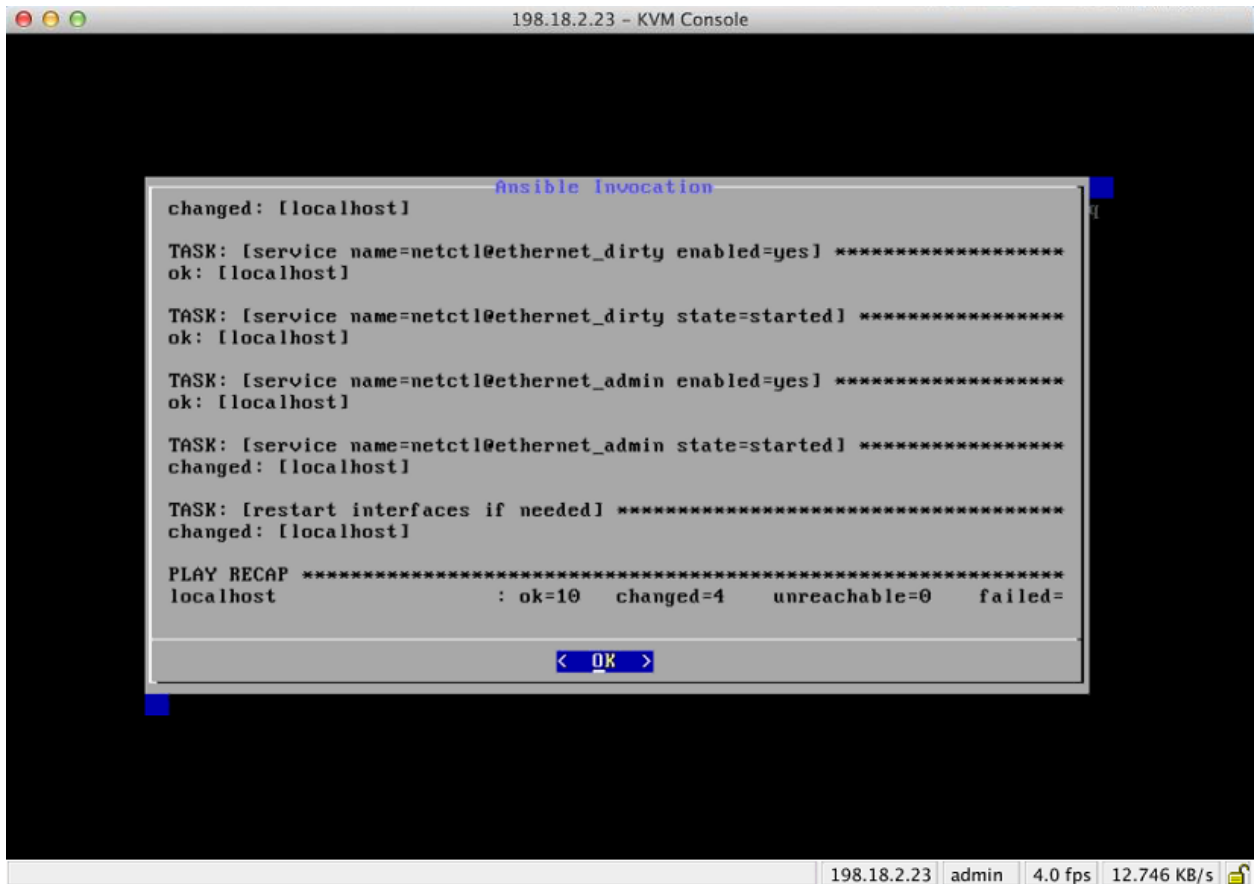 198.18.2.23 – KVM Console
Ansible Invocation
changed: [localhost]
q
TASK: [service name=netctl@ethernet_dirty enabled=yes] *******************
ok: [localhost]
TASK: [service name=netctl@ethernet_dirty state=started] *****************
ok: [localhost]
TASK: [service name=netctl@ethernet_admin enabled=yes] *******************
ok: [localhost]
TASK: [service name=netctl@ethernet_admin state=started] *****************
changed: [localhost]
TASK: [restart interfaces if needed] *************************************
changed: [localhost]
PLAY RECAP ***************************************************************
localhost : ok=10 changed=4 unreachable=0 failed=
< OK >
198.18.2.23 admin 4.0 fps 12.746 KB/s